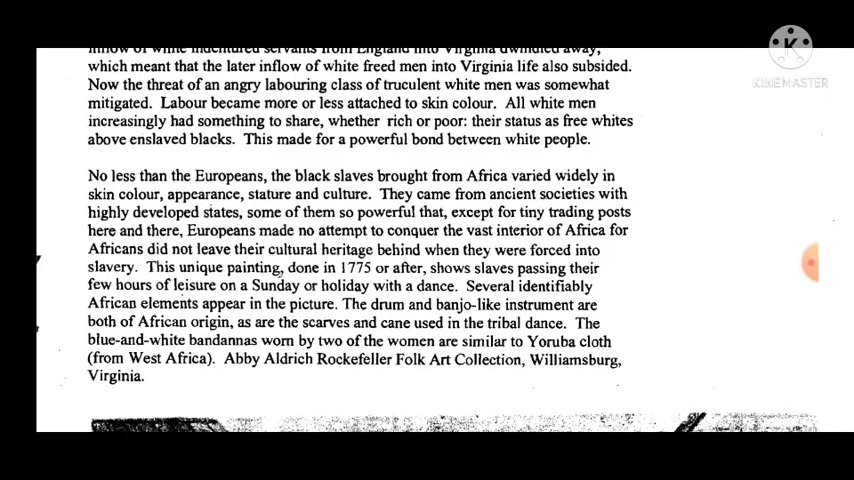 inflow of white indentured servants from England into Virginia dwindled away,
which meant that the later inflow of white freed men into Virginia life also subsided.
Now the threat of an angry labouring class of truculent white men was somewhat
mitigated. Labour became more or less attached to skin colour. All white men
increasingly had something to share, whether rich or poor: their status as free whites
above enslaved blacks. This made for a powerful bond between white people.
No less than the Europeans, the black slaves brought from Africa varied widely in
skin colour, appearance, stature and culture. They came from ancient societies with
highly developed states, some of them so powerful that, except for tiny trading posts
here and there, Europeans made no attempt to conquer the vast interior of Africa for
Africans did not leave their cultural heritage behind when they were forced into
slavery. This unique painting, done in 1775 or after, shows slaves passing their
few hours of leisure on a Sunday or holiday with a dance. Several identifiably
African elements appear in the picture. The drum and banjo-like instrument are
both of African origin, as are the scarves and cane used in the tribal dance. The
blue-and-white bandannas worn by two of the women are similar to Yoruba cloth
(from West Africa). Abby Aldrich Rockefeller Folk Art Collection, Williamsburg,
Virginia.
K
KINEMASTER